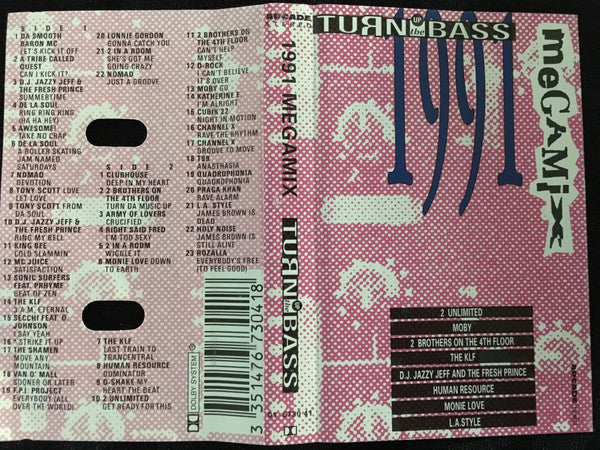 SIDE 1
1 DA SMOOTH
BARON MC
LET'S KICK IT OFF
2 A TRIBE CALLED
QUEST
CAN I KICK IT?
3 D.J. JAZZY JEFF &
THE FRESH PRINCE
SUMMERTIME
4 DE LA SOUL
RING RING RING
(HA HA HEY)
5 AWESOME!
TAKE NO CRAP
6 DE LA SOUL
A ROLLER SKATING
JAM NAMED
SATURDAYS
7 NOMAD
DEVOTION
8 TONY SCOTT LOVE
LET LOVE
9 TONY SCOTT FROM
DA SOUL
10 D.J. JAZZY JEFF &
THE FRESH PRINCE
RING MY BELL
11 KING BEE
COLD SLAMMIN'
12 MC JUICE
SATISFACTION
13 SONIC SURFERS
FEAT. PRHYME
BEAT OF ZEN
14 THE KLF
3 A.M. ETERNAL
15 SECCHI FEAT. O.
JOHNSON
I SAY YEAH
STRIKE IT UP
17 THE SHAMEN
MOVE ANY
MOUNTAIN
18 VAN O' MALL
SOONER OR LATER
19 F.P.I. PROJECT
EVERYBODY (ALL
OVER THE WORLD)
20 LONNIE GORDON
GONNA CATCH YOU
21 2 IN A ROOM
SHE'S GOT ME
GOING CRAZY
22 NOMAD
JUST A GROOVE
SIDE 2
1 CLUBHOUSE
DEEP IN MY HEART
2 2 BROTHERS ON
THE 4TH FLOOR
TURN DA MUSIC UP
3 ARMY OF LOVERS
CRUCIFIED
4 RIGHT SAID FRED
I'M TOO SEXY
5 2 IN A ROOM
WIGGLE IT
6 MONIE LOVE DOWN
TO EARTH
7 THE KLF
LAST TRAIN TO
TRANCENTRAL
8 HUMAN RESOURCE
DOMINATOR
9 D-SHAKE MY
HEART THE BEAT
10 2 UNLIMITED
GET READY FOR THIS
11 2 BROTHERS ON
THE 4TH FLOOR
CAN'T HELP
MYSELF
12 D-ROCK
I CAN'T BELIEVE
IT'S OVER
13 MOBY GO
14 KATHERINE E.
I'M ALRIGHT
15 CUBIK 22
NIGHT IN MOTION
16 CHANNEL X
RAVE THE RHYTHM
17 CHANNEL X
GROOVE TO MOVE
18 T99
ANASTHASIA
19 QUADROPHONIA
QUADROPHONIA
20 PRAGA KHAN
RAVE ALARM
21 L.A. STYLE
JAMES BROWN IS
DEAD
22 HOLY NOISE
JAMES BROWN IS
STILL ALIVE
23 ROZALLA
EVERYBODY'S FREE
(TO FEEL GOOD)
DOLBY SYSTEM
3 351476 730418
ARCADE
1991 MEGAMIX
TURN UP the BASS
TURN UP the BASS
1991
meGAMix
2 UNLIMITED
MOBY
2 BROTHERS ON THE 4TH FLOOR
THE KLF
D.J. JAZZY JEFF AND THE FRESH PRINCE
HUMAN RESOURCE
MONIE LOVE
L.A.STYLE